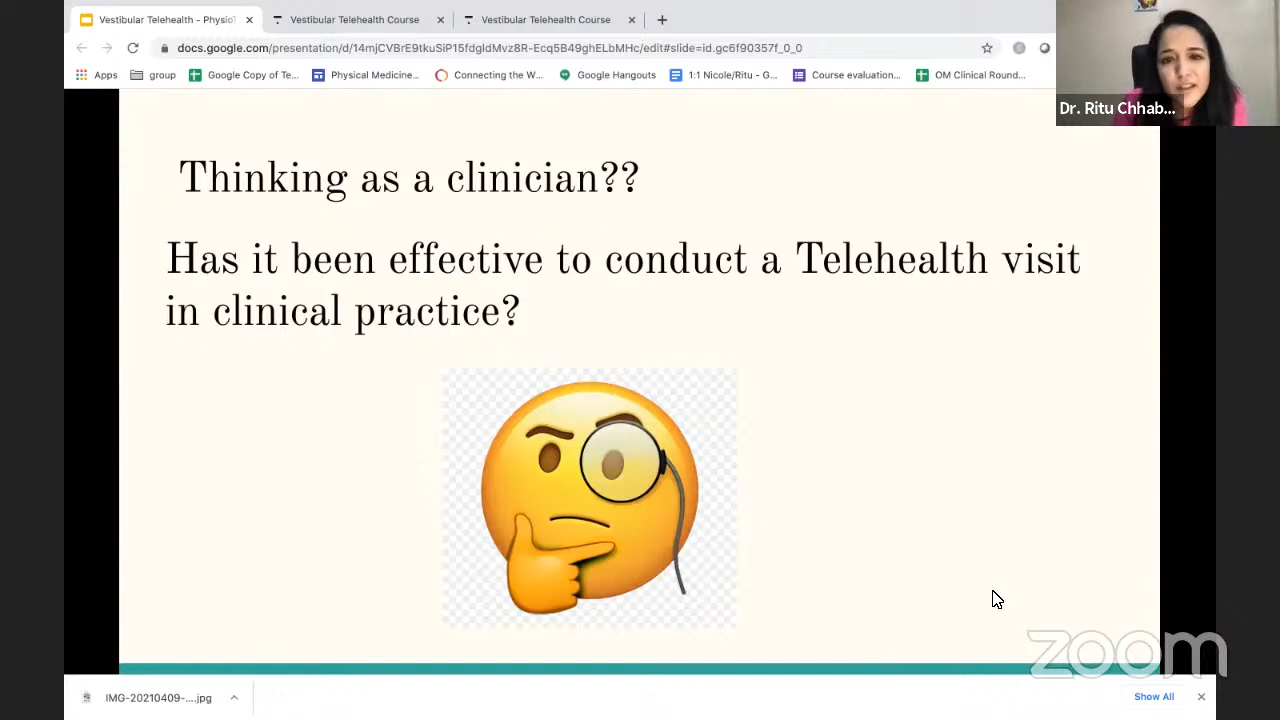 Vestibular Telehealth - Physio
Vestibular Telehealth Course
Vestibular Telehealth Course
docs.google.com/presentation/d/14mjCVBrE9tkuSiP15fdgIdMvz8R-Ecq5B49ghELbMHc/edit#slide=id.gc6f90357f_0_0
Apps
group
Google Copy of Te...
Physical Medicine...
Connecting the W...
Google Hangouts
1:1 Nicole/Ritu - G...
Course evaluation...
OM Clinical Round...
Dr. Ritu Chhab...
Thinking as a clinician??
Has it been effective to conduct a Telehealth visit
in clinical practice?
zoom
IMG-20210409-....jpg
Show All